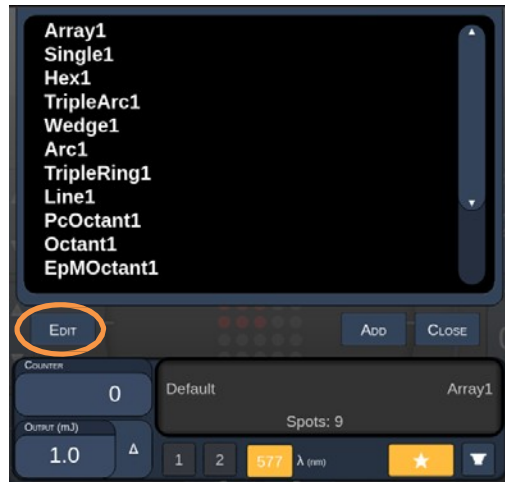 Array1
Single1
Hex1
TripleArc1
Wedge1
Arc1
TripleRing1
Line1
PcOctant1
Octant1
EpMOctant1
EDIT ADD CLOSE
COUNTER
0
Default Array1
Spots: 9
OUTPUT (mJ)
1.0 Δ
1 2 577 λ (nm)